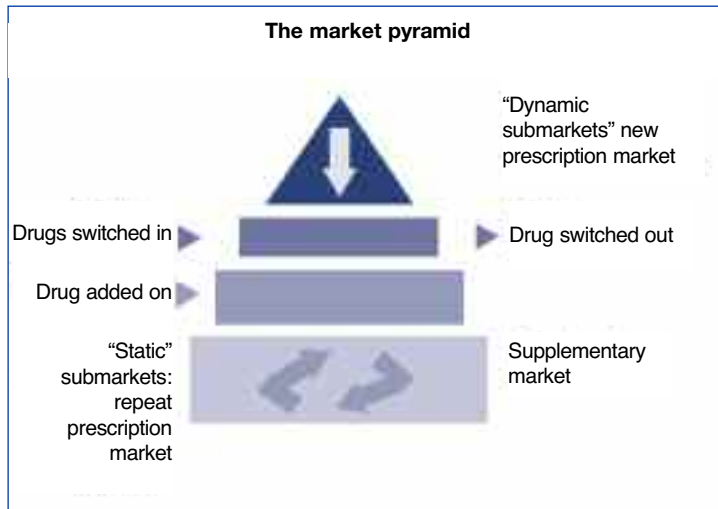 The market pyramid
“Dynamic
submarkets” new
prescription market
Drugs switched in
Drug switched out
Drug added on
“Static”
submarkets:
repeat
prescription
market
Supplementary
market